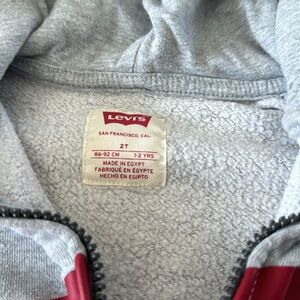 Levi's
SAN FRANCISCO, CAL.
2T
86-92 CM 1-2 YRS
MADE IN EGYPT
FABRIQUÉ EN EGYPTE
HECHO EN EGIPTO